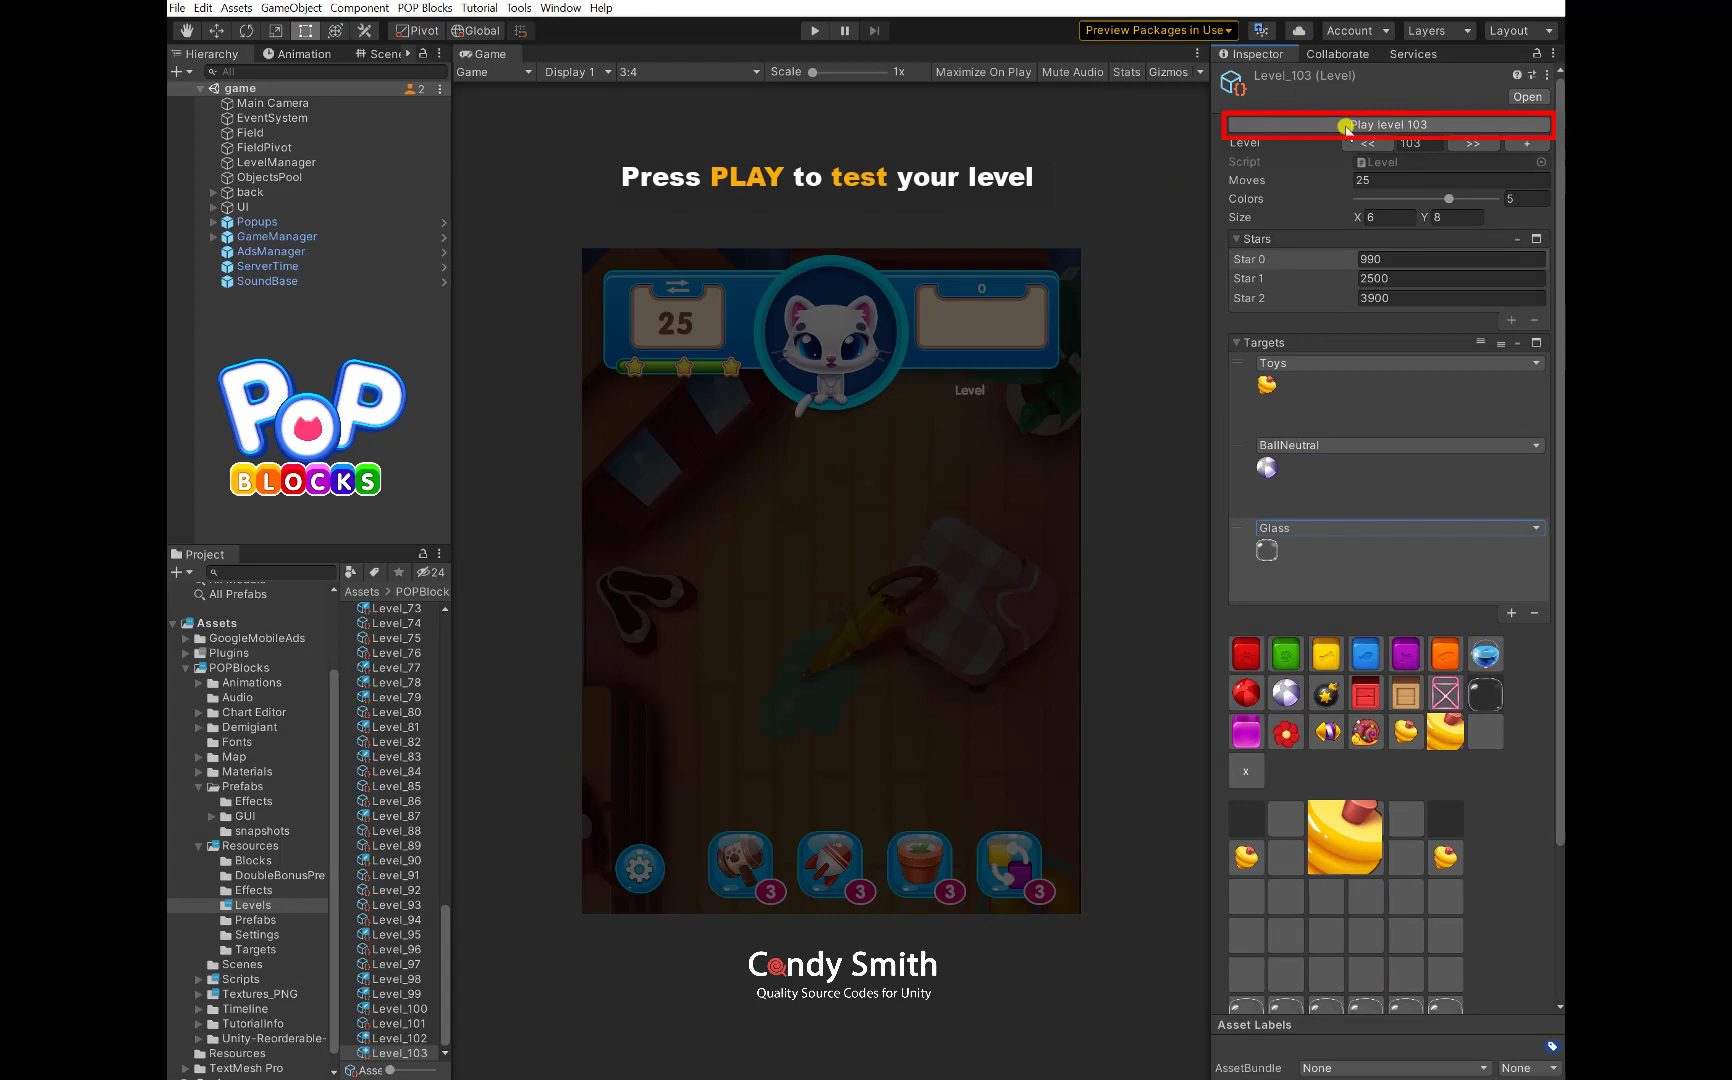 File Edit Assets GameObject Component POP Blocks Tutorial Tools Window Help
Pivot Global
Preview Packages in Use
Account Layers Layout
Hierarchy Animation Scene
All
game 2
Main Camera
EventSystem
Field
FieldPivot
LevelManager
ObjectsPool
back
UI
Popups
GameManager
AdsManager
ServerTime
SoundBase
POP
BLOCKS
Project
24
All Prefabs
Assets
GoogleMobileAds
Plugins
POPBlocks
Animations
Audio
Chart Editor
Demigiant
Fonts
Map
Materials
Prefabs
Effects
GUI
snapshots
Resources
Blocks
DoubleBonusPre
Effects
Levels
Prefabs
Settings
Targets
Scenes
Scripts
Textures_PNG
Timeline
TutorialInfo
Unity-Reorderable-
Resources
TextMesh Pro
Assets > POPBlock
Level_73
Level_74
Level_75
Level_76
Level_77
Level_78
Level_79
Level_80
Level_81
Level_82
Level_83
Level_84
Level_85
Level_86
Level_87
Level_88
Level_89
Level_90
Level_91
Level_92
Level_93
Level_94
Level_95
Level_96
Level_97
Level_98
Level_99
Level_100
Level_101
Level_102
Level_103
Asse
Game
Game Display 1 3:4 Scale 1x Maximize On Play Mute Audio Stats Gizmos
Press PLAY to test your level
25
0
Level
3 3 3 3
Candy Smith
Quality Source Codes for Unity
Inspector Collaborate Services
Level_103 (Level)
Open
Play level 103
Level << 103 >> +
Script Level
Moves 25
Colors 5
Size X 6 Y 8
Stars
Star 0 990
Star 1 2500
Star 2 3900
Targets
Toys
BallNeutral
Glass
x
Asset Labels
AssetBundle None None